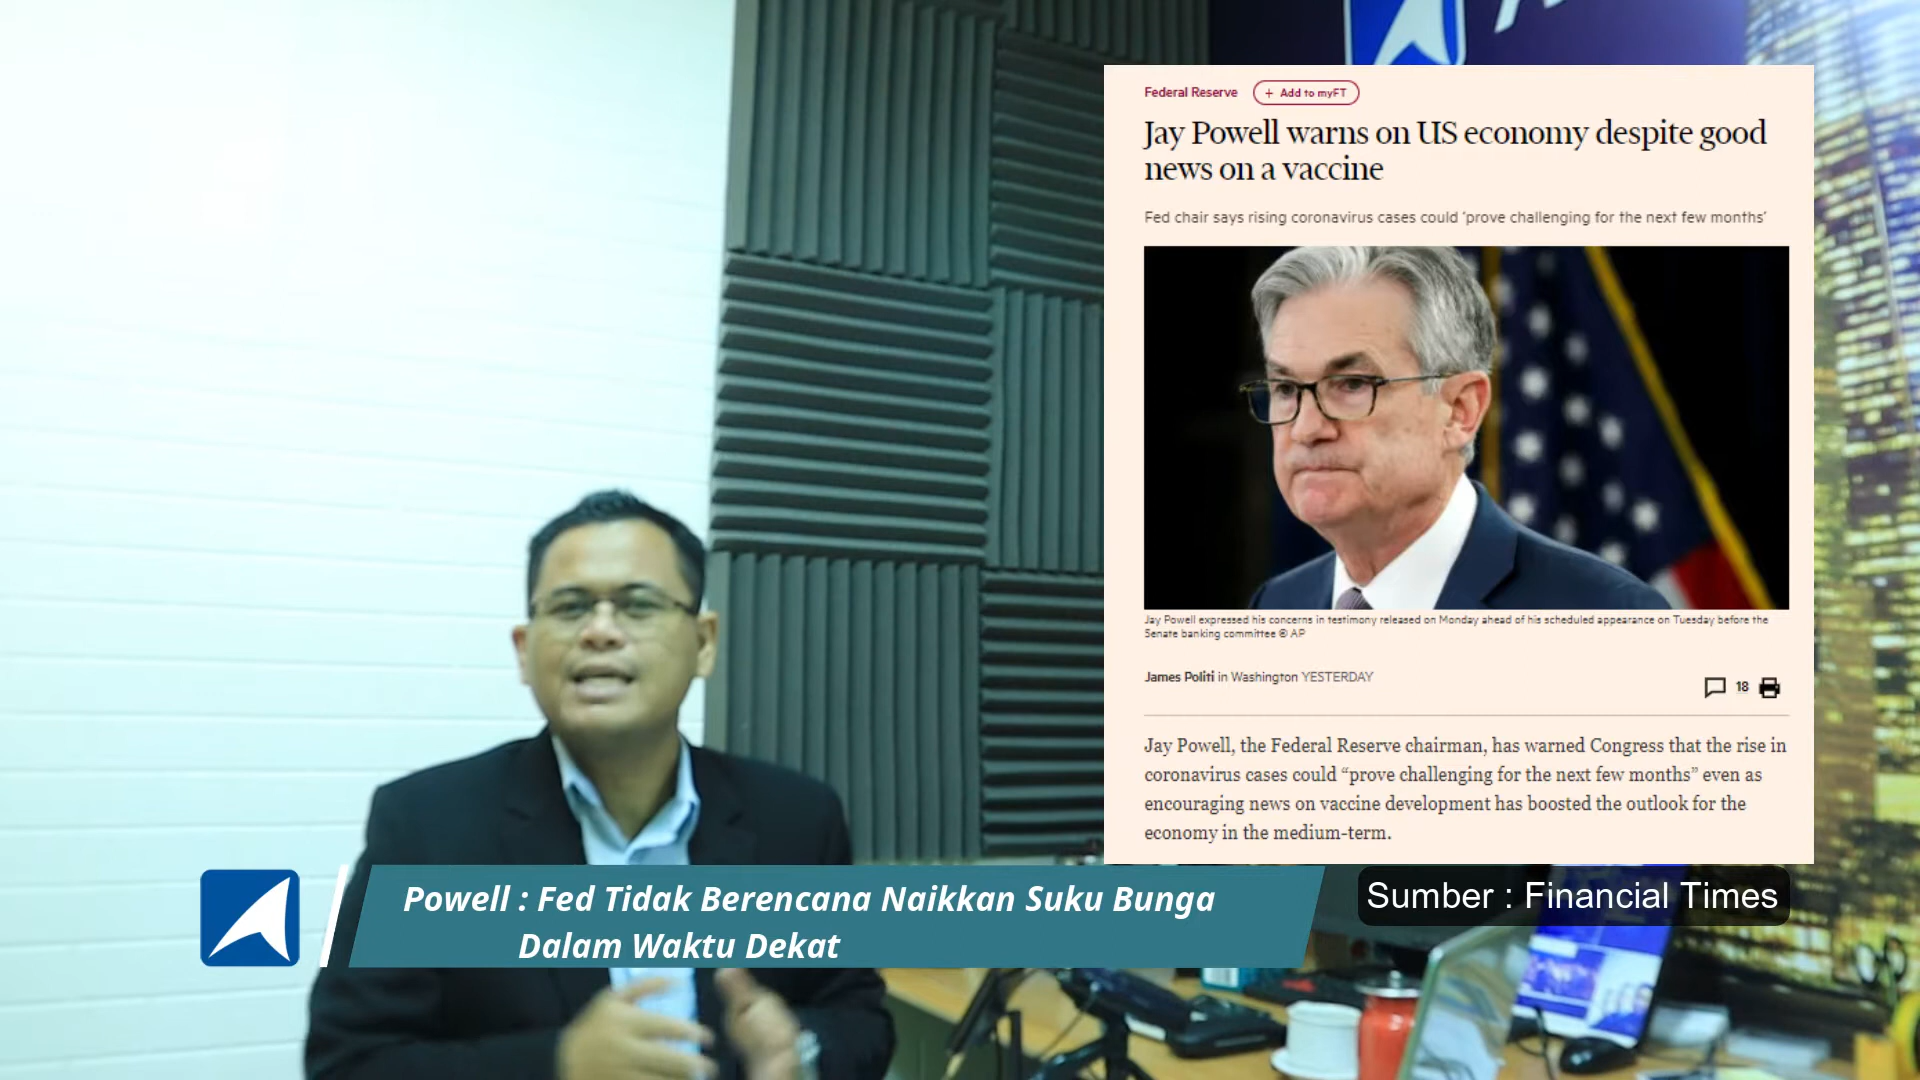 Federal Reserve
+ Add to myFT
Jay Powell warns on US economy despite good
news on a vaccine
Fed chair says rising coronavirus cases could ‘prove challenging for the next few months’
Jay Powell expressed his concerns in testimony released on Monday ahead of his scheduled appearance on Tuesday before the
Senate banking committee © AP
James Politi in Washington YESTERDAY
18
Jay Powell, the Federal Reserve chairman, has warned Congress that the rise in
coronavirus cases could “prove challenging for the next few months” even as
encouraging news on vaccine development has boosted the outlook for the
economy in the medium-term.
Powell : Fed Tidak Berencana Naikkan Suku Bunga
Dalam Waktu Dekat
Sumber : Financial Times